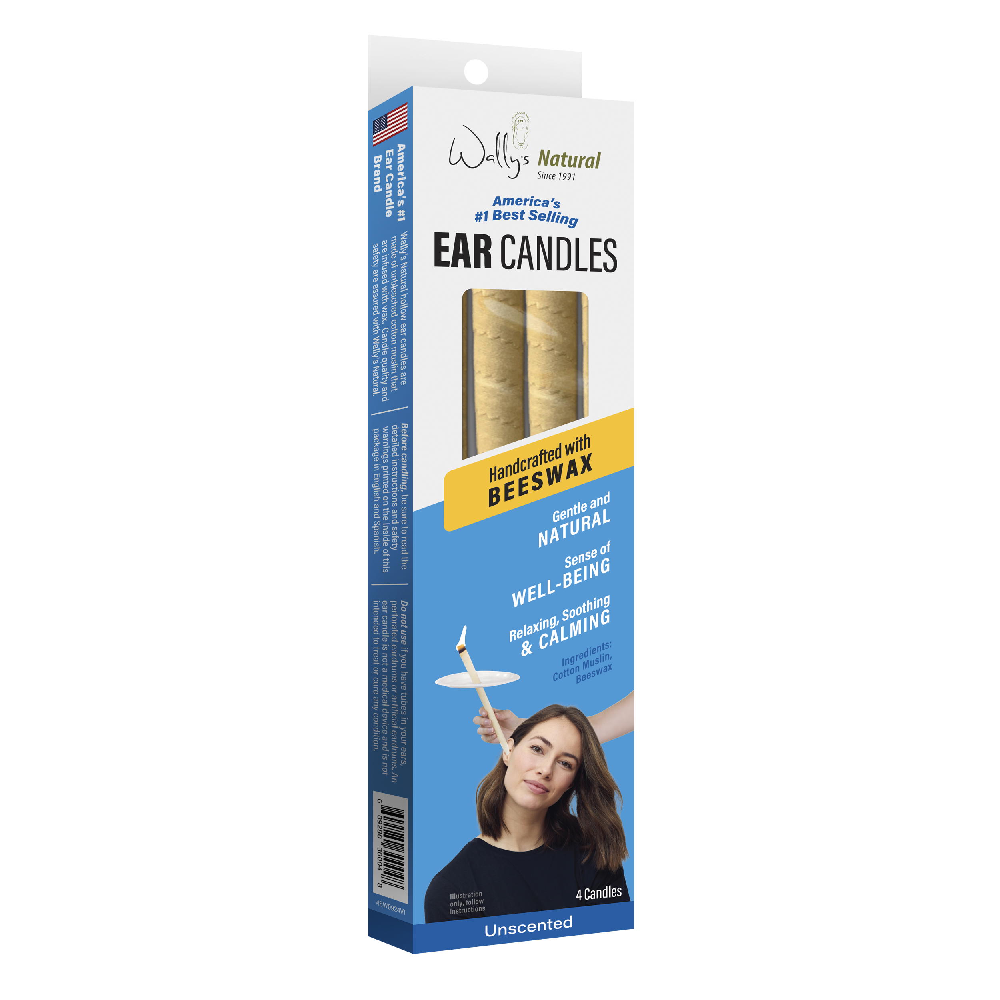 Wally's Natural
Since 1991
America's
#1 Best Selling
EAR CANDLES
Handcrafted with
BEESWAX
Gentle and
NATURAL
Sense of
WELL-BEING
Relaxing, Soothing
& CALMING
Ingredients:
Cotton Muslin,
Beeswax
Illustration
only, follow
instructions
4 Candles
Unscented
America's #1
Ear Candle
Brand
Wally's Natural hollow ear candles are
made of unbleached cotton muslin that
are infused with wax. Candle quality and
safety are assured with Wally's Natural.
Before candling, be sure to read the
detailed instructions and safety
warnings printed on the inside of this
package in English and Spanish.
Do not use if you have tubes in your ears,
perforated eardrums or artificial eardrums. An
ear candle is not a medical device and is not
intended to treat or cure any condition.
6 09280 30004 8
4BW0924V1